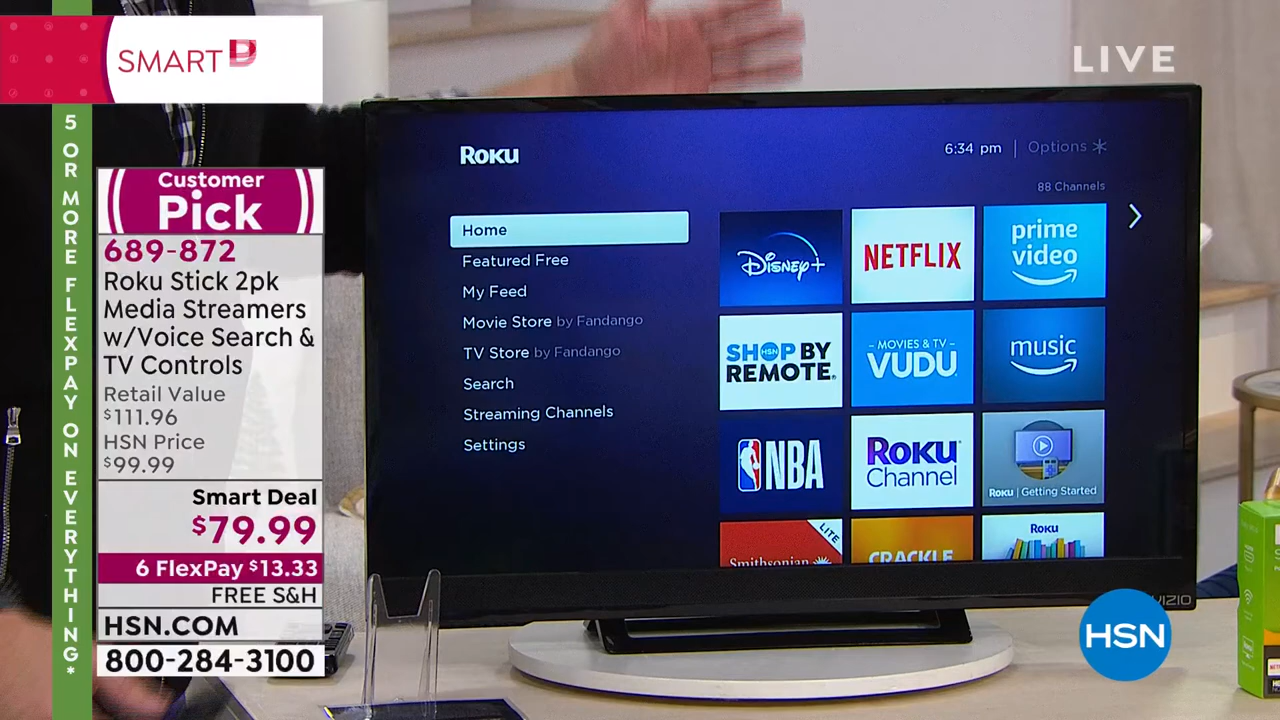 SMART D
LIVE
5 OR MORE FLEXPAY ON EVERYTHING*
Customer
Pick
689-872
Roku Stick 2pk
Media Streamers
w/Voice Search &
TV Controls
Retail Value
$111.96
HSN Price
$99.99
Smart Deal
$79.99
6 FlexPay $13.33
FREE S&H
HSN.COM
800-284-3100
ROKU
6:34 pm | Options
88 Channels
Home
Featured Free
My Feed
Movie Store by Fandango
TV Store by Fandango
Search
Streaming Channels
Settings
Disney+
NETFLIX
prime
video
SHOP HSN BY
REMOTE.
– MOVIES & TV –
VUDU
music
NBA
ROKU
Channel
ROKU | Getting Started
LITE
Smithsonian
CRACKLE
ROKU
VIZIO
HSN